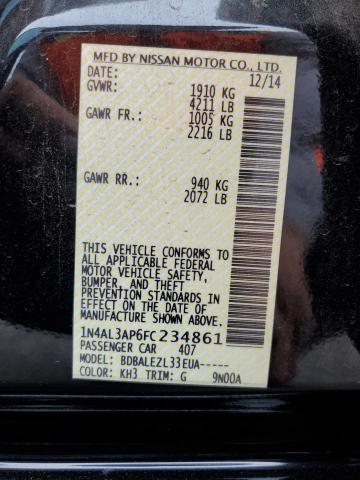 MFD BY NISSAN MOTOR CO., LTD.
DATE: 12/14
GVWR: 1910 KG
4211 LB
GAWR FR: 1005 KG
2216 LB
GAWR RR: 940 KG
2072 LB
THIS VEHICLE CONFORMS TO
ALL APPLICABLE FEDERAL
MOTOR VEHICLE SAFETY,
BUMPER, AND THEFT
PREVENTION STANDARDS
IN EFFECT ON THE DATE OF
MANUFACTURE SHOWN ABOVE.
1N4AL3AP6FC234861
PASSENGER CAR 407
MODEL: BDBALEZL33EUA-----
COLOR: KH3 TRIM: G 9N00A